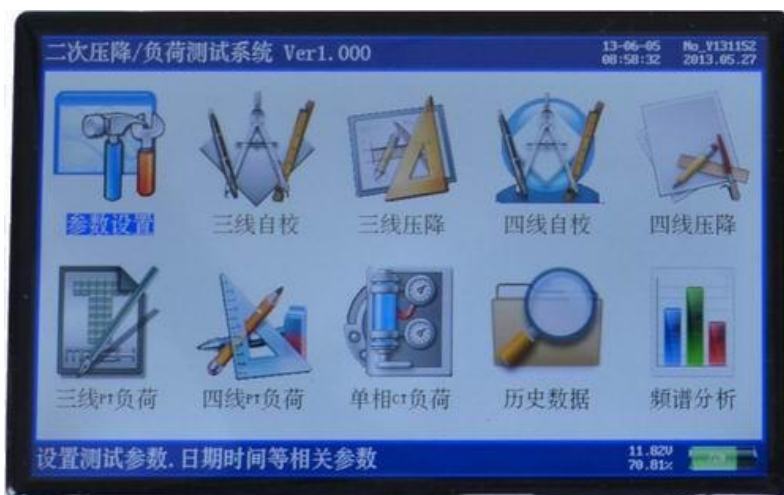 二次压降/负荷测试系统 Ver1.000
13-06-05 No_Y131152
08:58:32 2013.05.27
参数设置 三线自校 三线压降 四线自校 四线压降
三线PT负荷 四线PT负荷 单相CT负荷 历史数据 频谱分析
设置测试参数.日期时间等相关参数
11.82V
70.81%